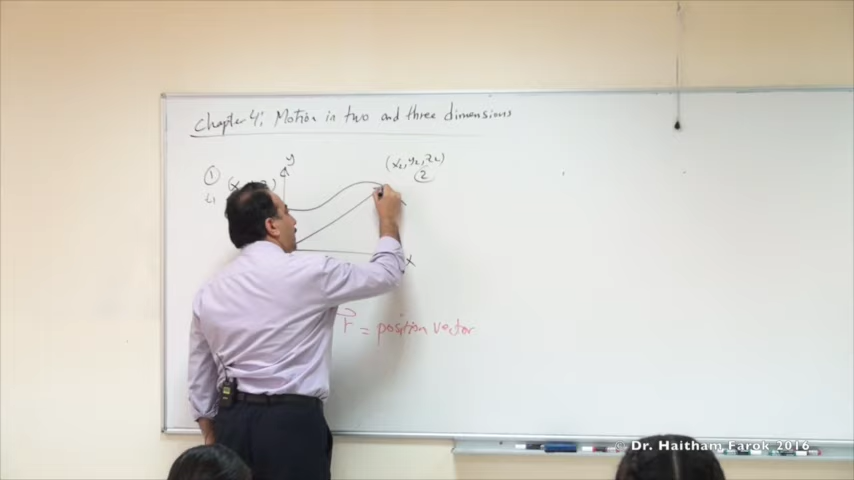 Chapter 4: Motion in two and three dimensions
y
(x₂, y₂, z₂)
①
②
t₁
x
r⃗ = position vector
© Dr. Haitham Farok 2016